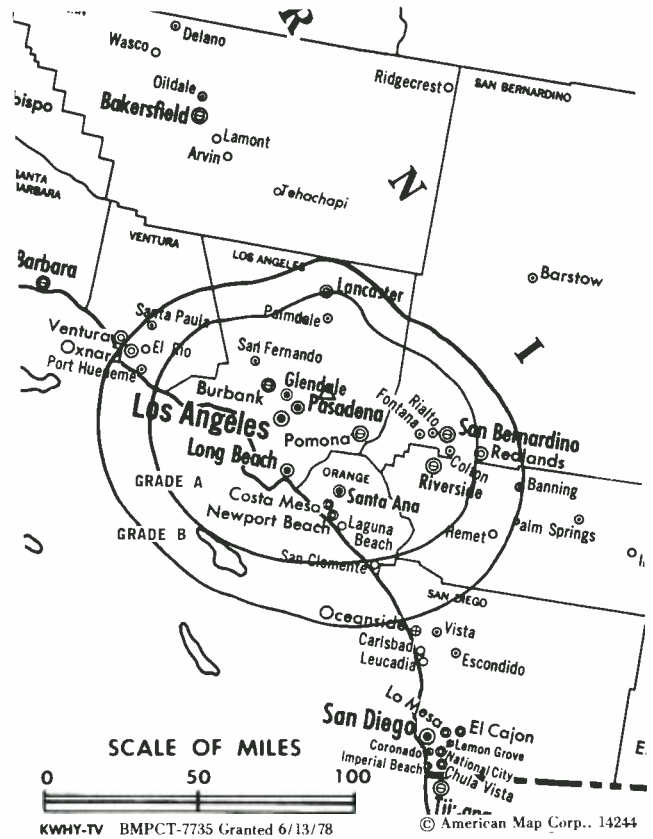 R
Delano
Wasco
Ridgecrest
SAN BERNARDINO
Oildale
Bakersfield
bispo
Lamont
Arvin
N
SANTA
BARBARA
Tehachapi
VENTURA
LOS ANGELES
Barbara
Barstow
Lancaster
Santa Paula
Palmdale
Ventura
I
Oxnar
El Rio
San Fernando
Port Hueneme
Burbank
Glendale
Los Angeles
Pasadena
Fontana
Rialto
San Bernardino
Pomona
Redlands
Long Beach
Colton
Riverside
GRADE A
ORANGE
Banning
Costa Mesa
Santa Ana
Newport Beach
Laguna
Beach
Palm Springs
GRADE B
Hemet
San Clemente
SAN DIEGO
Oceanside
Vista
Carlsbad
Leucadia
Escondido
La Mesa
San Diego
El Cajon
SCALE OF MILES
Coronado
Lemon Grove
National City
Imperial Beach
Chula Vista
E.
0 50 100
KWHY-TV BMPCT-7735 Granted 6/13/78
© American Map Corp., 14244